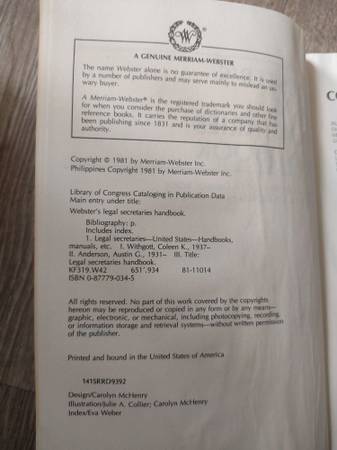 W
A GENUINE MERRIAM-WEBSTER
The name Webster alone is no guarantee of excellence. It is used
by a number of publishers and may serve mainly to mislead an un-
wary buyer.
A Merriam-Webster® is the registered trademark you should look
for when you consider the purchase of dictionaries and other fine
reference books. It carries the reputation of a company that has
been publishing since 1831 and is your assurance of quality and
authority.
Copyright © 1981 by Merriam-Webster Inc.
Philippines Copyright 1981 by Merriam-Webster Inc.
Library of Congress Cataloging in Publication Data
Main entry under title:
Webster's legal secretaries handbook.
Bibliography: p.
Includes index.
1. Legal secretaries—United States—Handbooks,
manuals, etc. I. Withgott, Coleen K., 1937–
II. Anderson, Austin G., 1931– III. Title:
Legal secretaries handbook.
KF319.W42 651'.934 81-11014
ISBN 0-87779-034-5
All rights reserved. No part of this work covered by the copyrights
hereon may be reproduced or copied in any form or by any means—
graphic, electronic, or mechanical, including photocopying, recording,
or information storage and retrieval systems—without written permission
of the publisher.
Printed and bound in the United States of America
141SRRD9392
Design/Carolyn McHenry
Illustration/Julie A. Collier; Carolyn McHenry
Index/Eva Weber